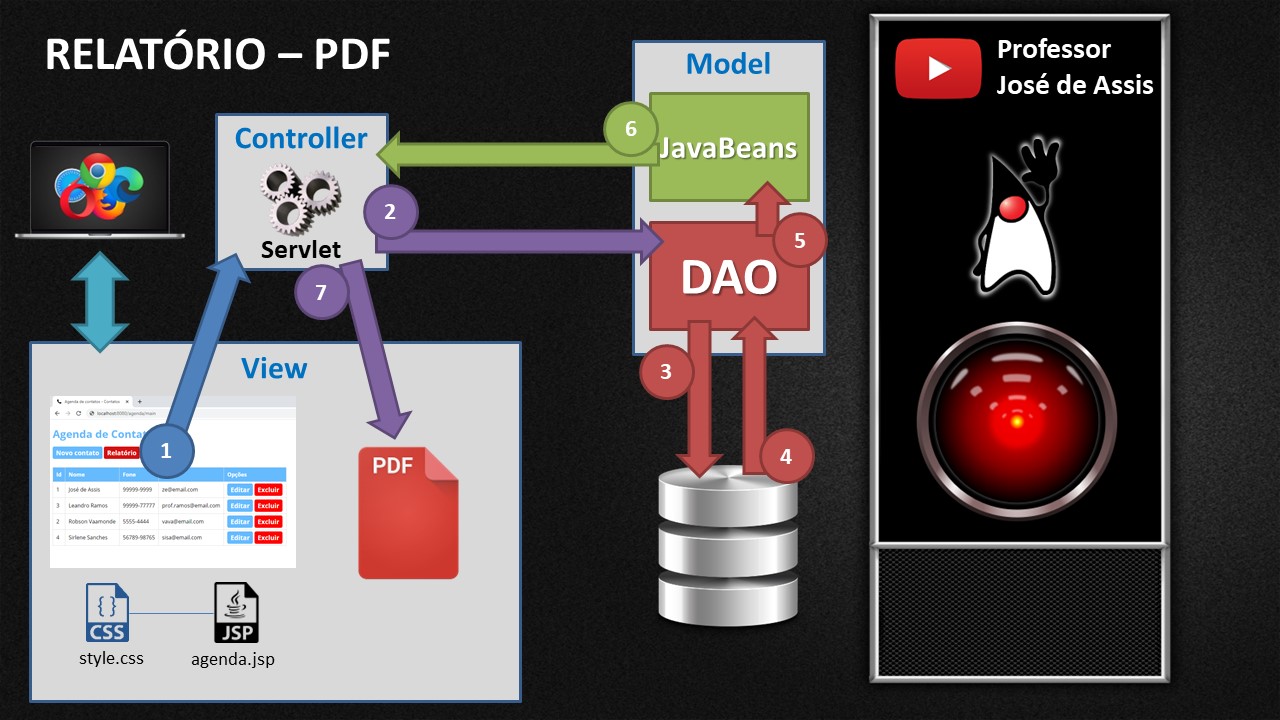 RELATÓRIO – PDF
Professor
José de Assis
Model
JavaBeans
DAO
Controller
Servlet
6
2
5
7
3
4
View
Agenda de contatos - Contatos
localhost:8080/agenda/main
Agenda de Conta
Novo contato Relatório
1
Id Nome Fone Opções
1 José de Assis 99999-9999 ze@email.com Editar Excluir
3 Leandro Ramos 99999-77777 prof.ramos@email.com Editar Excluir
2 Robson Vaamonde 5555-4444 vava@email.com Editar Excluir
4 Sirlene Sanches 56789-98765 sisa@email.com Editar Excluir
PDF
{ }
CSS
JSP
style.css
agenda.jsp